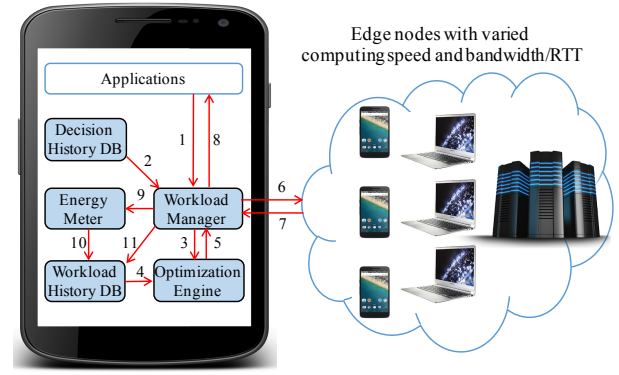 Edge nodes with varied
computing speed and bandwidth/RTT
Applications
1
8
Decision
History DB
2
6
Energy
Meter
9
Workload
Manager
7
10
11
3
5
Workload
History DB
4
Optimization
Engine